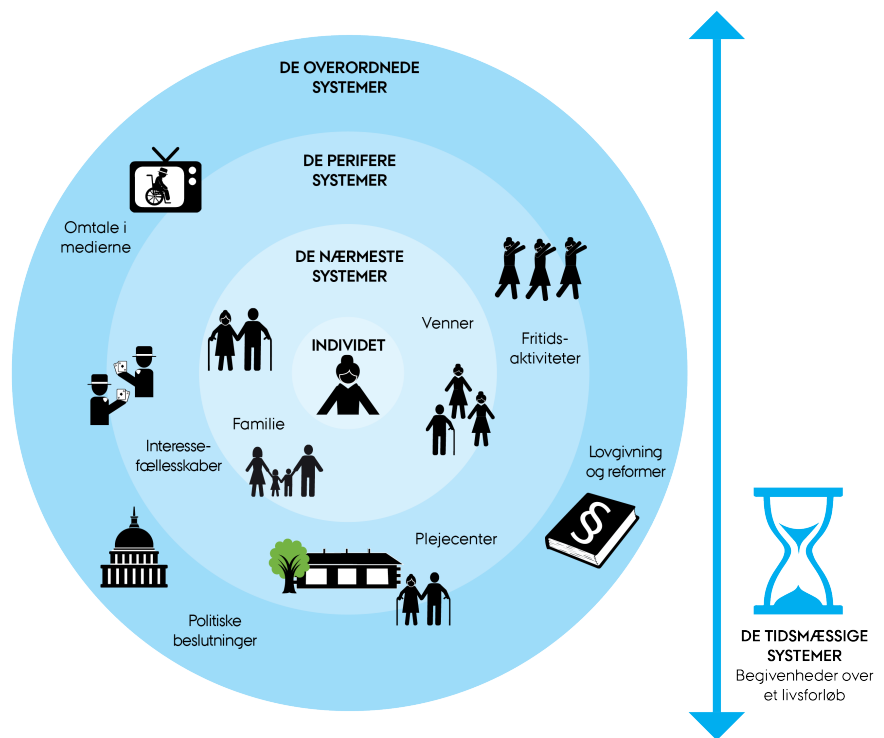 DE OVERORDNEDE
SYSTEMER
DE PERIFERE
SYSTEMER
Omtale i
medierne
DE NÆRMESTE
SYSTEMER
Venner
Fritids-
aktiviteter
INDIVIDET
Familie
Interesse-
fællesskaber
Lovgivning
og reformer
§
Plejecenter
Politiske
beslutninger
DE TIDSMÆSSIGE
SYSTEMER
Begivenheder over
et livsforløb